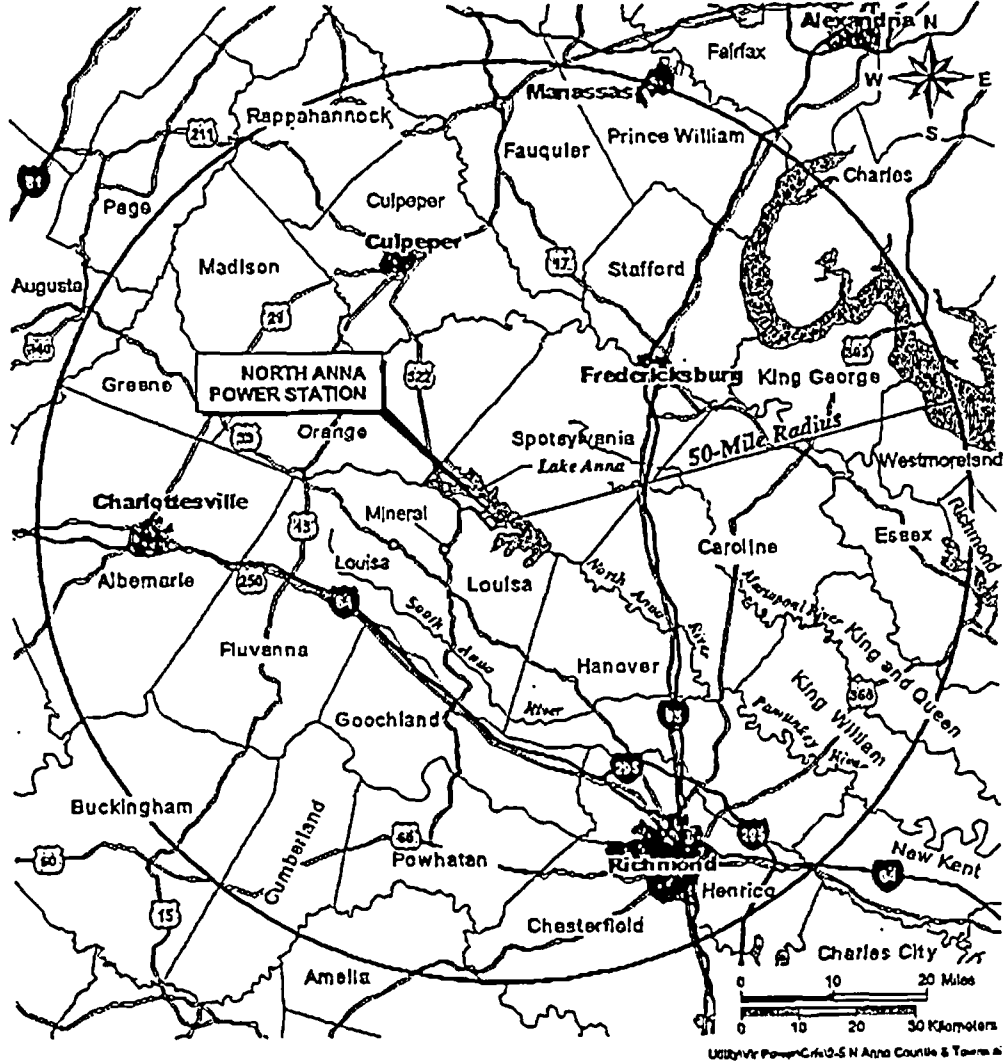 Alexandria
N
Fairfax
W
E
S
Manassas
Rappahannock
211
Prince William
Fauquier
81
Charles
Page
Culpeper
Culpeper
Madison
17
Stafford
Augusta
29
340
NORTH ANNA
POWER STATION
522
Fredericksburg
King George
Greene
Orange
33
Spotsylvania
50-Mile Radius
Lake Anna
Westmoreland
Charlottesville
Mineral
Richmond
Essex
Caroline
Louisa
Albemarle
250
Louisa
North Anna River
64
South Anna River
King and Queen
Fluvanna
Hanover
King William
Pamunkey River
Goochland
95
295
Buckingham
Cumberland
60
Powhatan
Richmond
295
New Kent
64
Henrico
15
Chesterfield
Charles City
Amelia
0 10 20 Miles
0 10 20 30 Kilometers